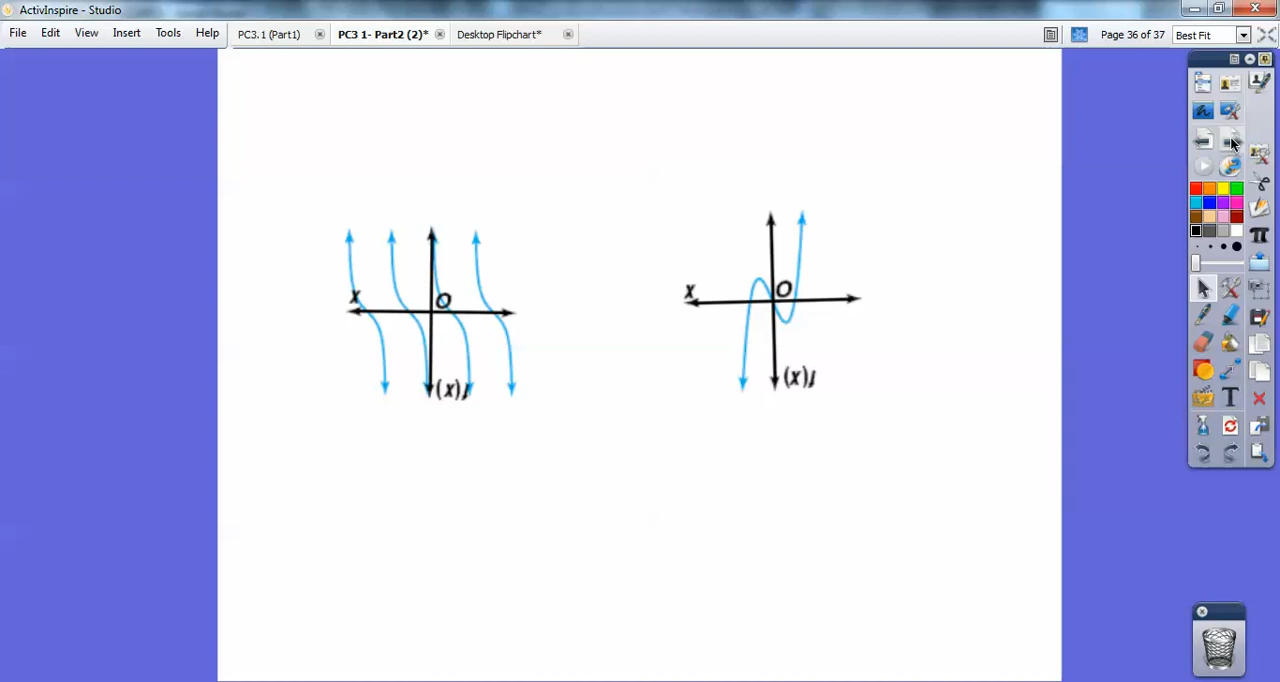 ActivInspire - Studio
File Edit View Insert Tools Help
PC3.1 (Part1)
PC3 1- Part2 (2)*
Desktop Flipchart*
Page 36 of 37
Best Fit
x
O
f(x)
x
O
f(x)
T